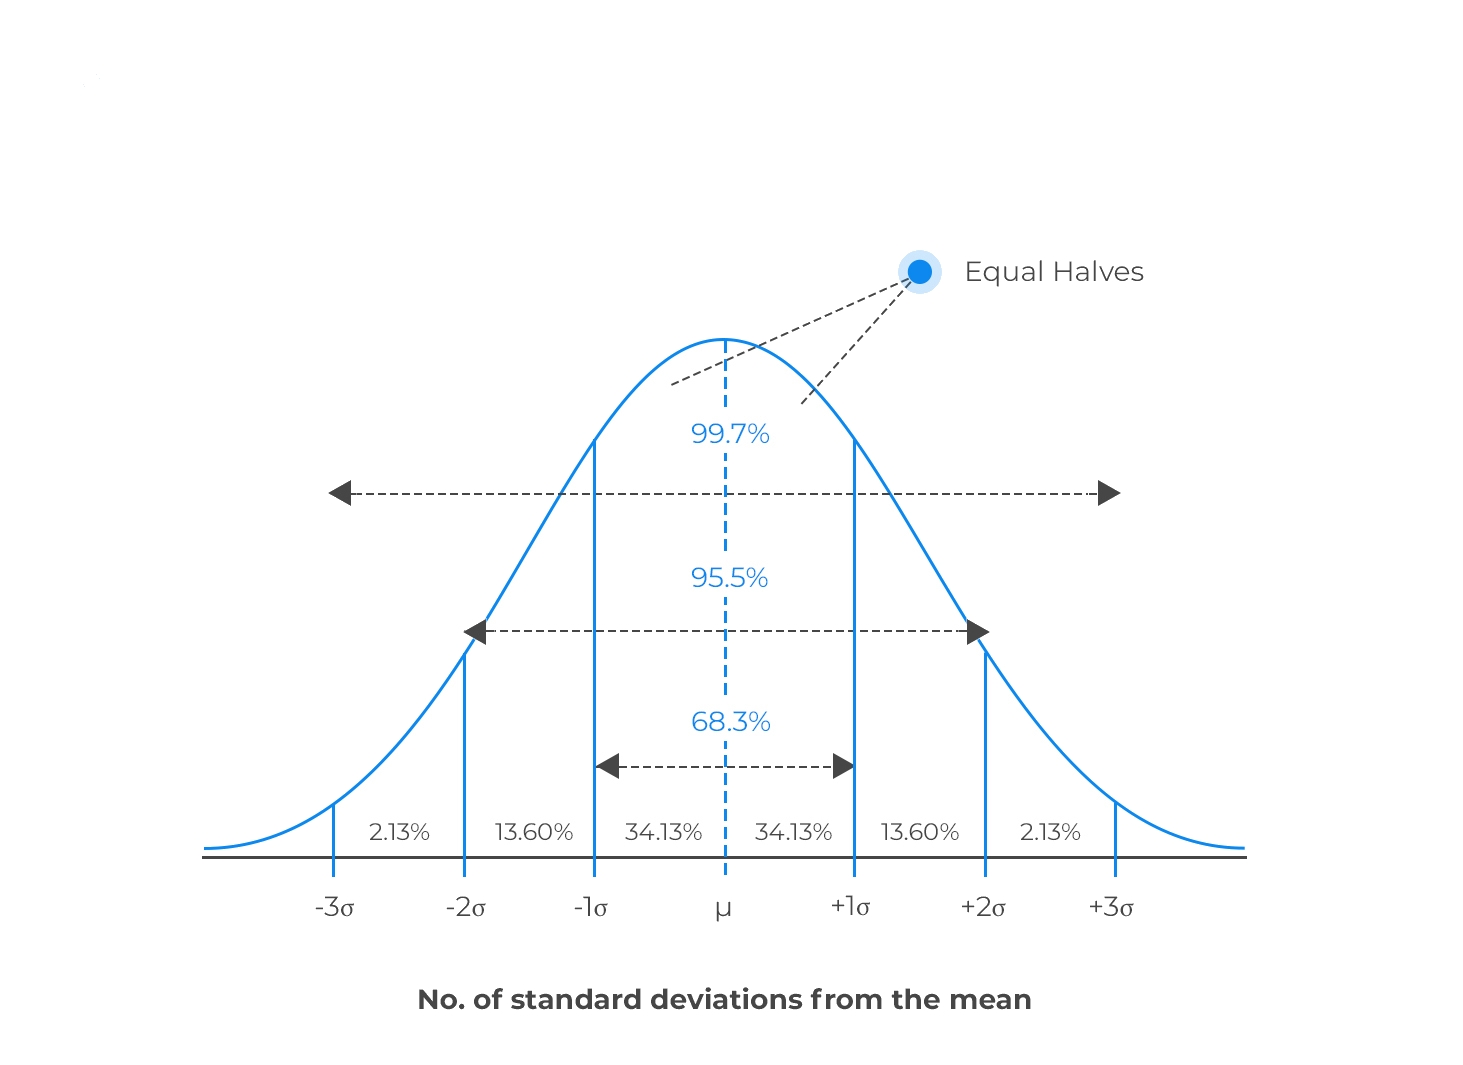 Equal Halves
99.7%
95.5%
68.3%
2.13% 13.60% 34.13% 34.13% 13.60% 2.13%
-3σ -2σ -1σ μ +1σ +2σ +3σ
No. of standard deviations from the mean